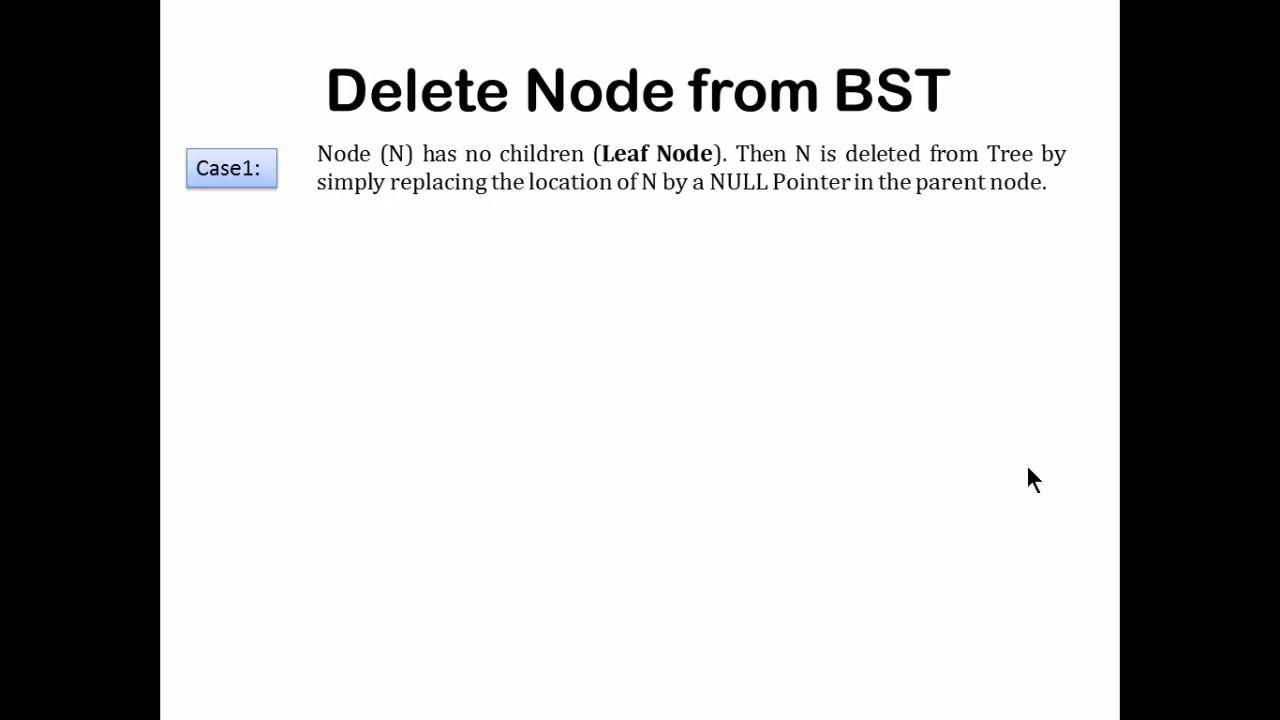 Delete Node from BST
Case1:
Node (N) has no children (Leaf Node). Then N is deleted from Tree by
simply replacing the location of N by a NULL Pointer in the parent node.